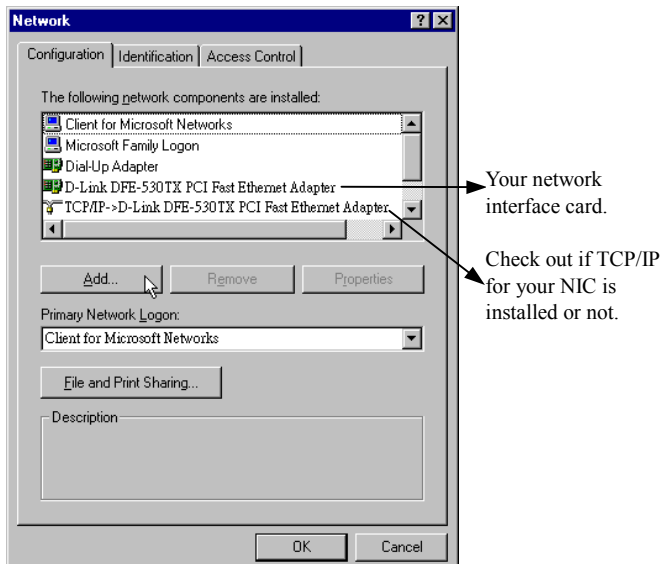 Network
Configuration
Identification
Access Control
The following network components are installed:
Client for Microsoft Networks
Microsoft Family Logon
Dial-Up Adapter
D-Link DFE-530TX PCI Fast Ethernet Adapter
TCP/IP->D-Link DFE-530TX PCI Fast Ethernet Adapter
Add...
Remove
Properties
Primary Network Logon:
Client for Microsoft Networks
File and Print Sharing...
Description
OK
Cancel
Your network
interface card.
Check out if TCP/IP
for your NIC is
installed or not.